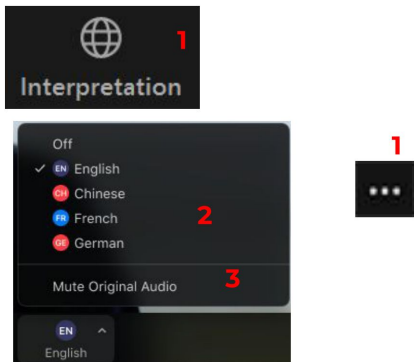 1
Interpretation
Off
EN English
CH Chinese
FR French
GE German
2
Mute Original Audio
3
EN
English
1